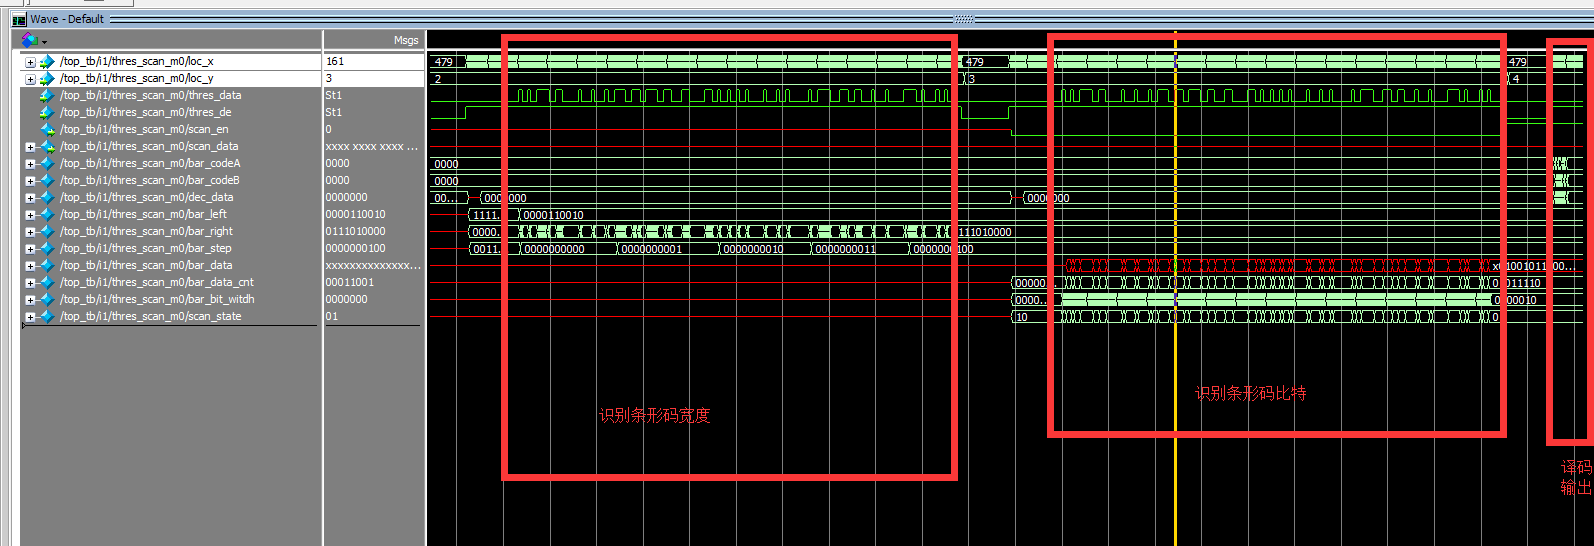 Wave - Default
Msgs
/top_tb/i1/thres_scan_m0/loc_x 161 479 479 479
/top_tb/i1/thres_scan_m0/loc_y 3 2 3 4
/top_tb/i1/thres_scan_m0/thres_data St1
/top_tb/i1/thres_scan_m0/thres_de St1
/top_tb/i1/thres_scan_m0/scan_en 0
/top_tb/i1/thres_scan_m0/scan_data xxxx xxxx xxxx ...
/top_tb/i1/thres_scan_m0/bar_codeA 0000 0000
/top_tb/i1/thres_scan_m0/bar_codeB 0000 0000
/top_tb/i1/thres_scan_m0/dec_data 0000000 00... 0000000 0000000
/top_tb/i1/thres_scan_m0/bar_left 0000110010 1111... 0000110010
/top_tb/i1/thres_scan_m0/bar_right 0111010000 0000... 111010000
/top_tb/i1/thres_scan_m0/bar_step 0000000100 0011... 0000000000 0000000001 0000000010 0000000011 0000000100
/top_tb/i1/thres_scan_m0/bar_data xxxxxxxxxxxxxx...
/top_tb/i1/thres_scan_m0/bar_data_cnt 00011001 00000... 011110
/top_tb/i1/thres_scan_m0/bar_bit_witdh 0000000 0000... 0000010
/top_tb/i1/thres_scan_m0/scan_state 01 10 0
识别条形码宽度
识别条形码比特
译码
输出